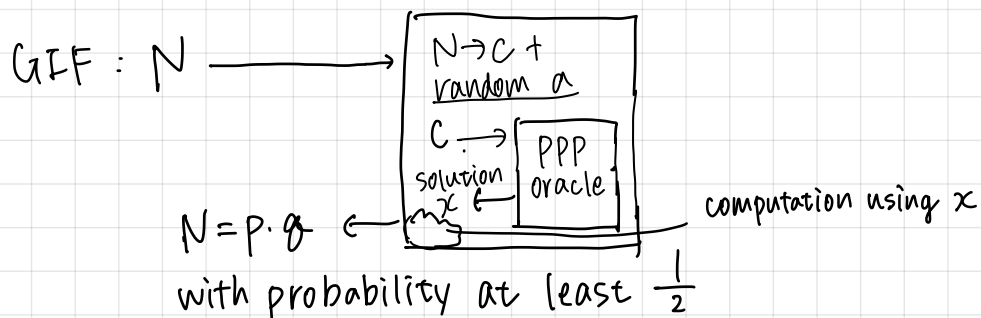 GIF : N →
N→C +
random a
C → PPP
oracle
solution
x ←
computation using x
N = p.q ←
with probability at least 1/2